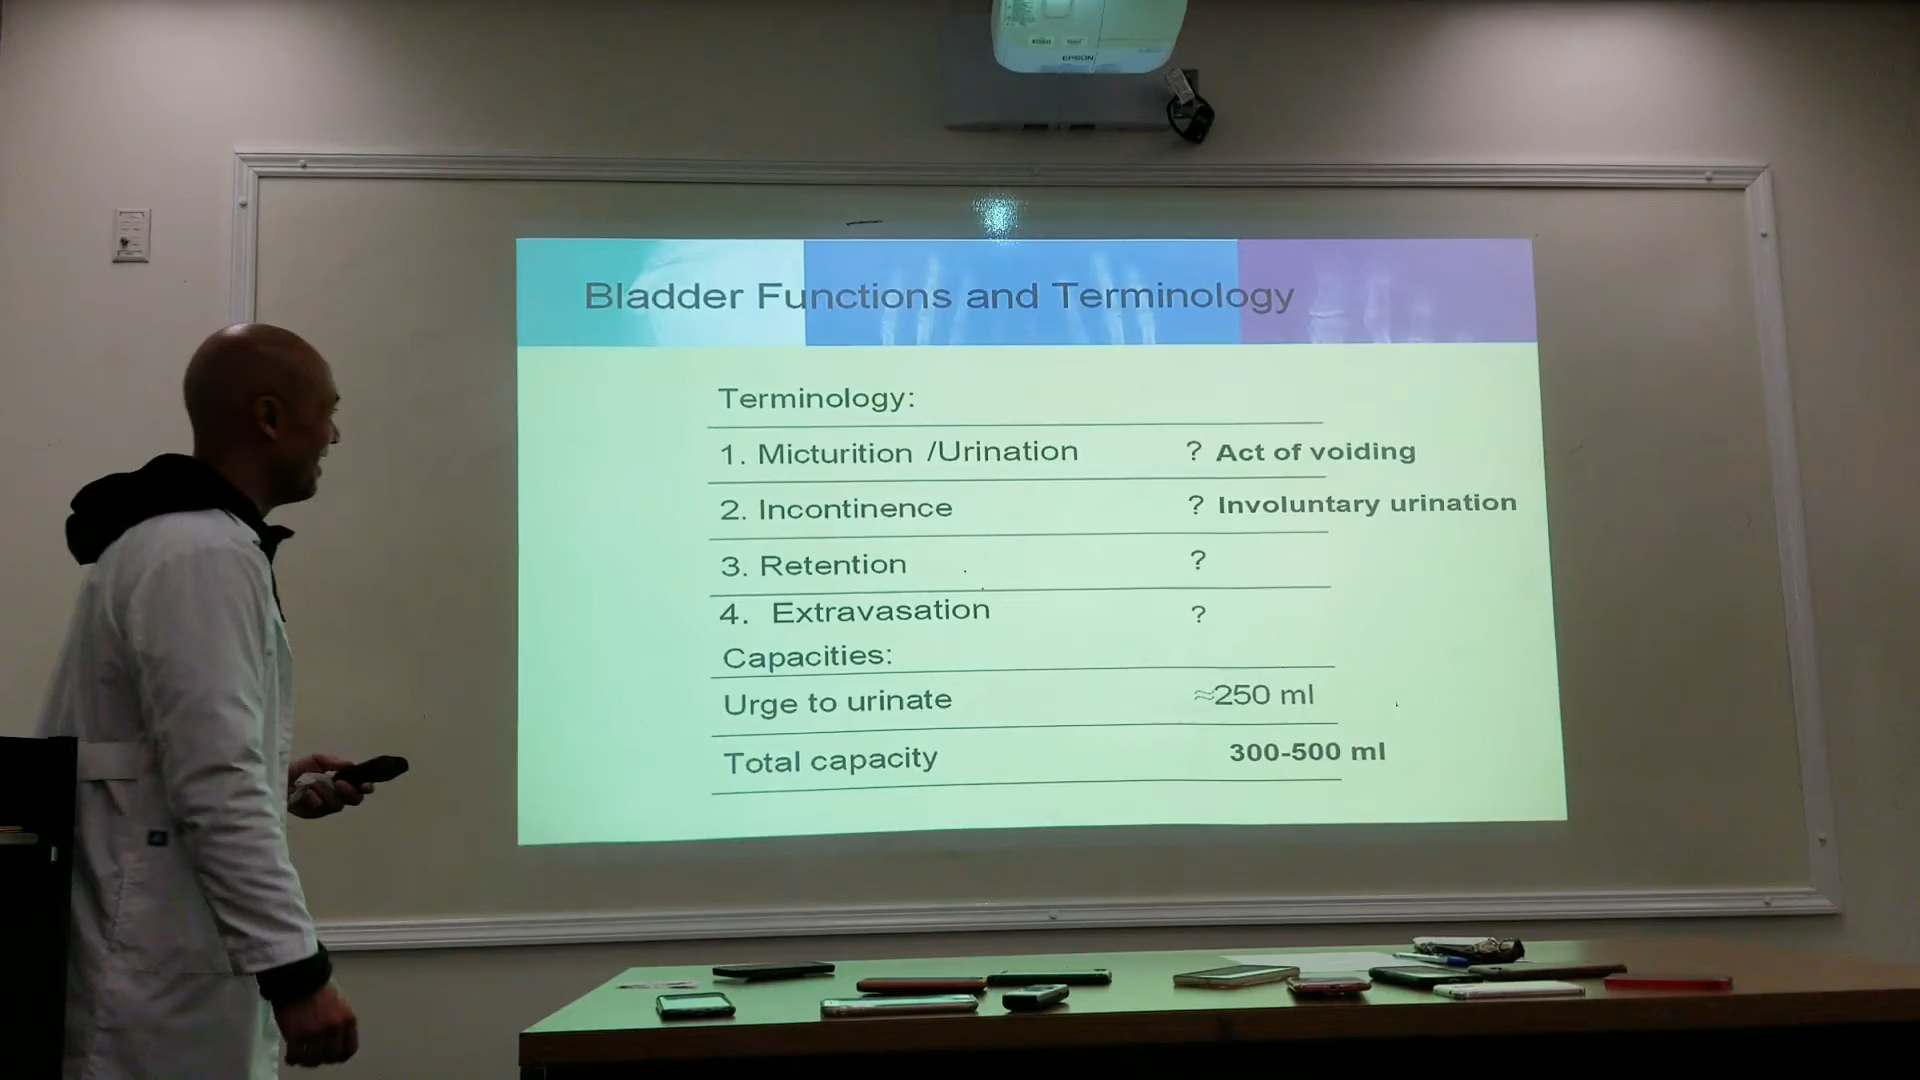 EPSON
Bladder Functions and Terminology
Terminology:
1. Micturition /Urination ? Act of voiding
2. Incontinence ? Involuntary urination
3. Retention ?
4. Extravasation ?
Capacities:
Urge to urinate ≈250 ml
Total capacity 300-500 ml